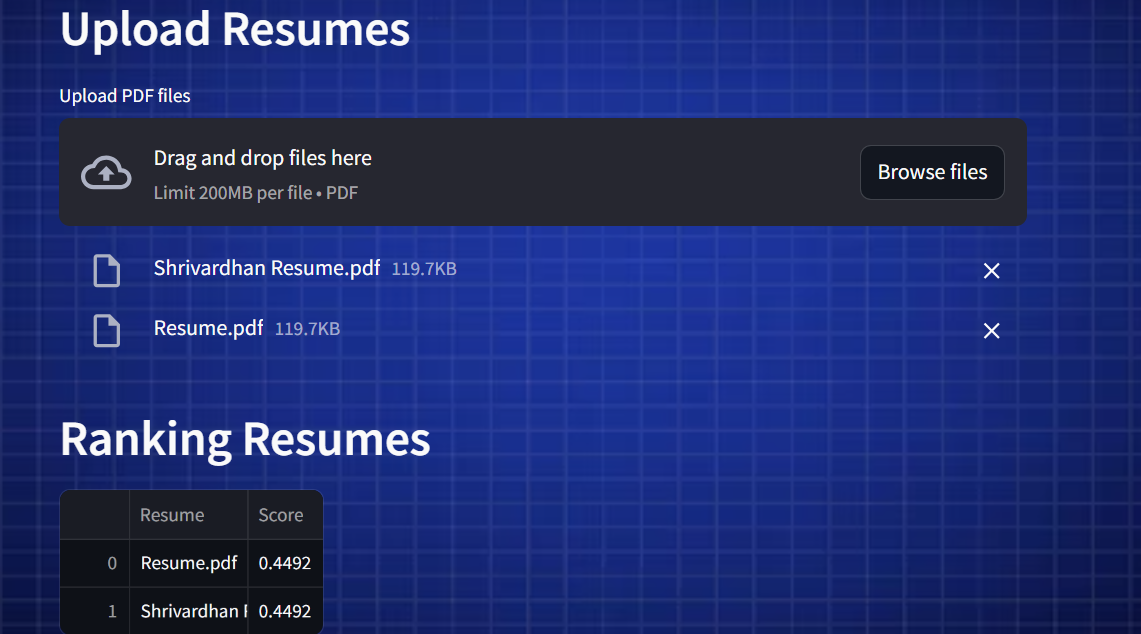 Upload Resumes
Upload PDF files
Drag and drop files here
Limit 200MB per file • PDF
Browse files
Shrivardhan Resume.pdf 119.7KB
Resume.pdf 119.7KB
Ranking Resumes
Resume Score
0 Resume.pdf 0.4492
1 Shrivardhan 0.4492